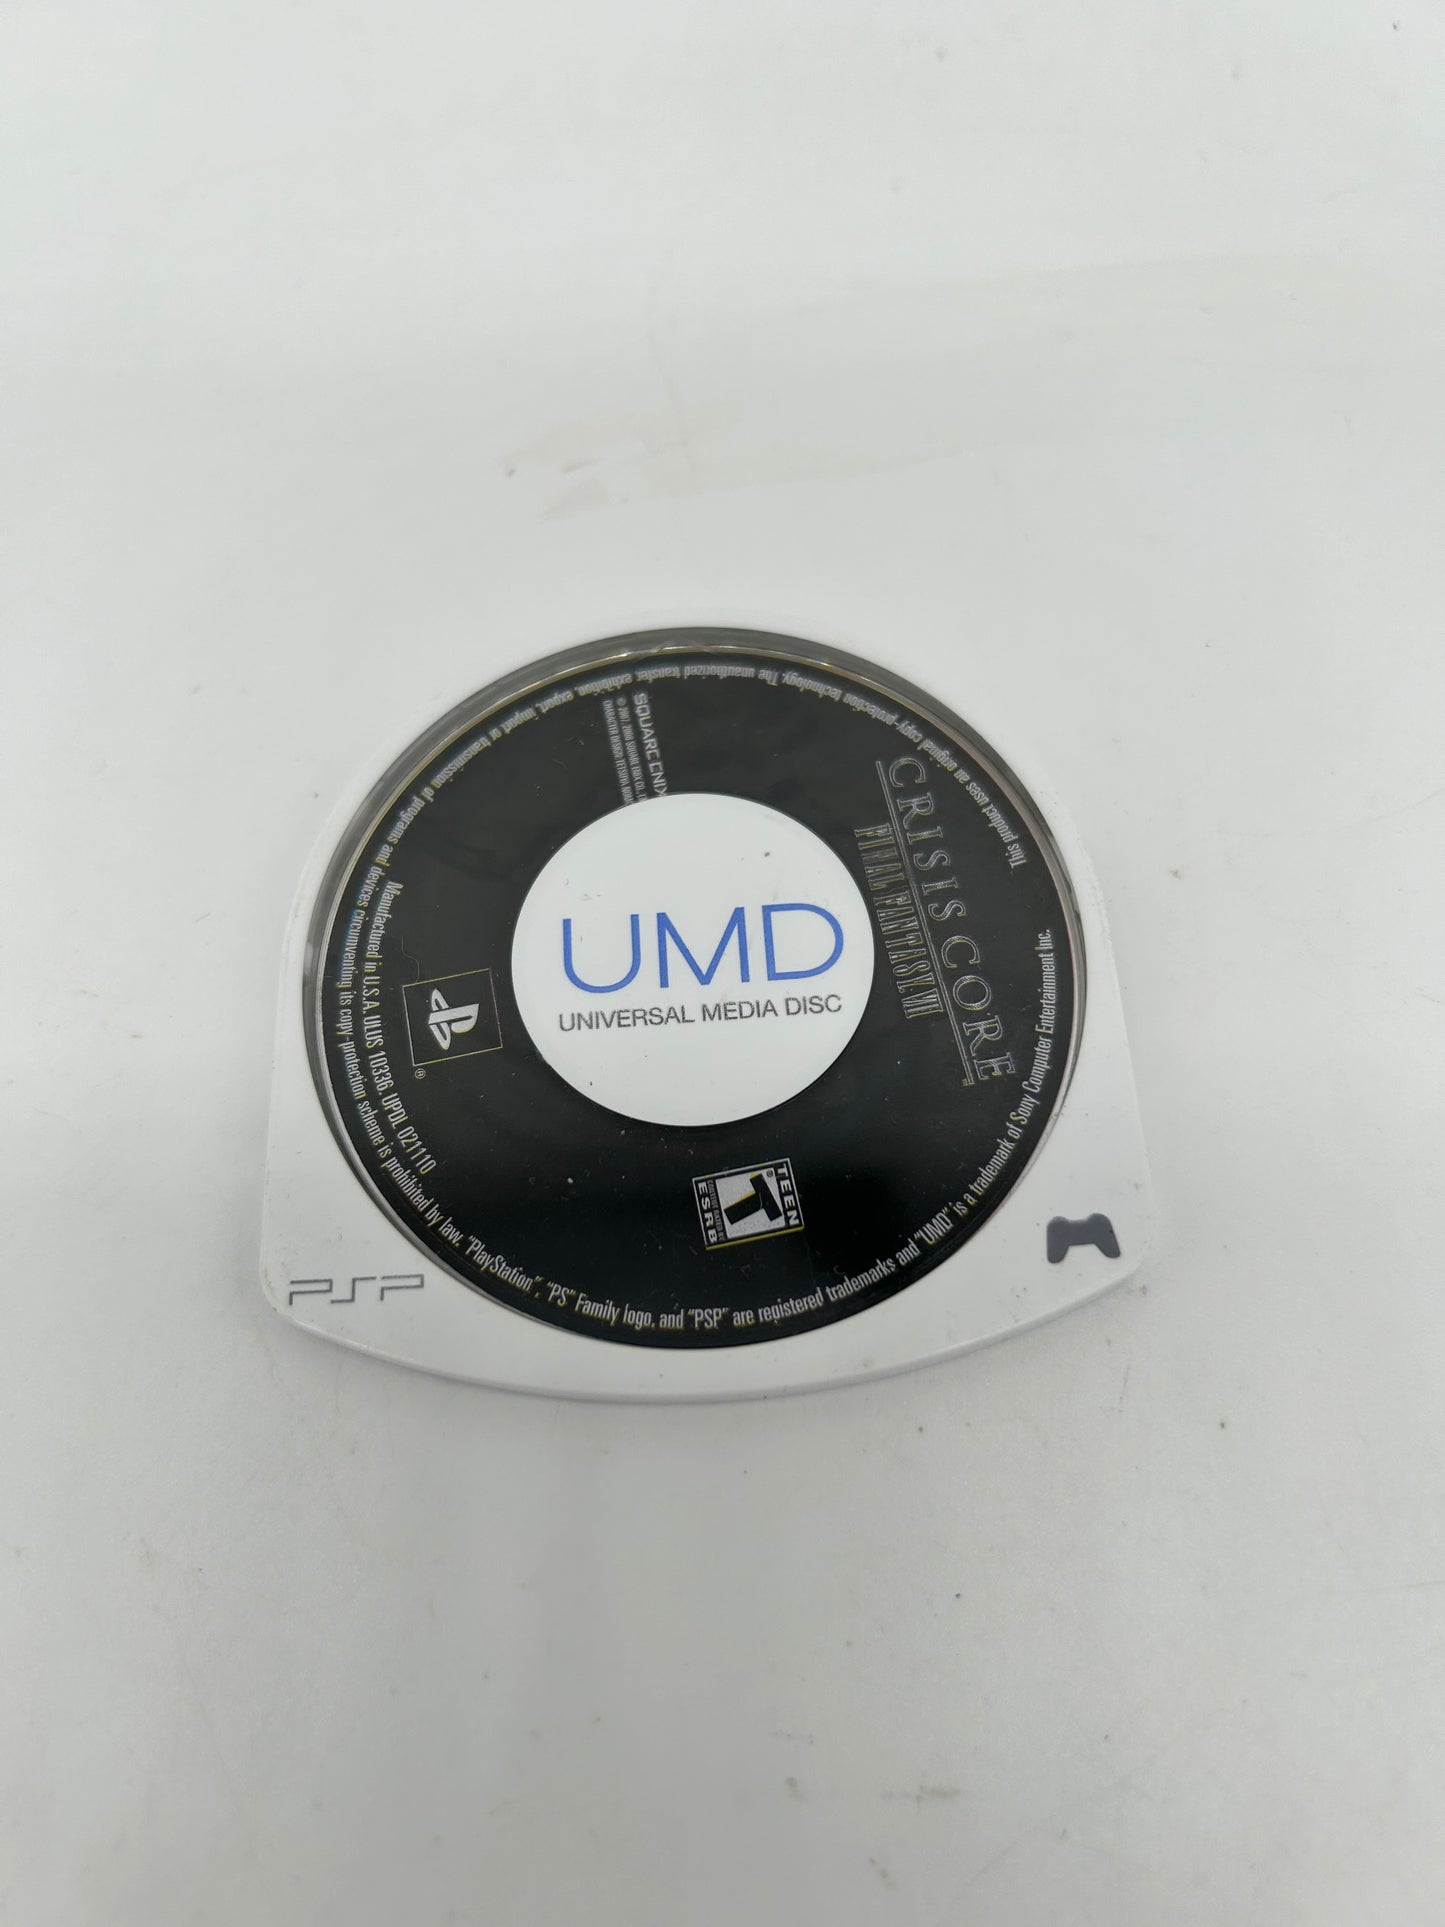 UMD
UNIVERSAL MEDIA DISC
CRISIS CORE
FINAL FANTASY VII
SQUARE ENIX
TEEN
T
®
ESRB
®
Manufactured in U.S.A. ULUS 10336. UPDL 021110
This product uses an original copy-protection technology. The unauthorized transfer, exhibition, export, import or transmission of programs and devices circumventing its copy-protection scheme is prohibited by law. "PlayStation", "PS" Family logo, and "PSP" are registered trademarks and "UMD" is a trademark of Sony Computer Entertainment Inc.
PSP